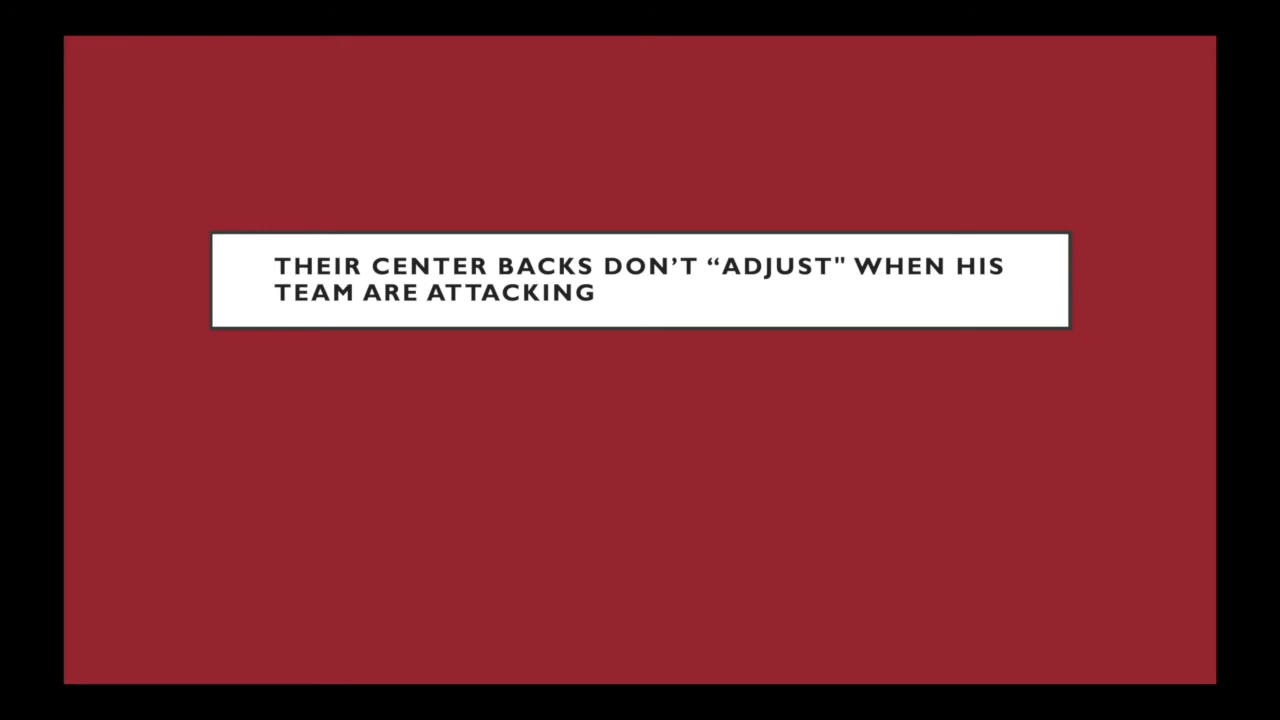 THEIR CENTER BACKS DON’T “ADJUST" WHEN HIS
TEAM ARE ATTACKING